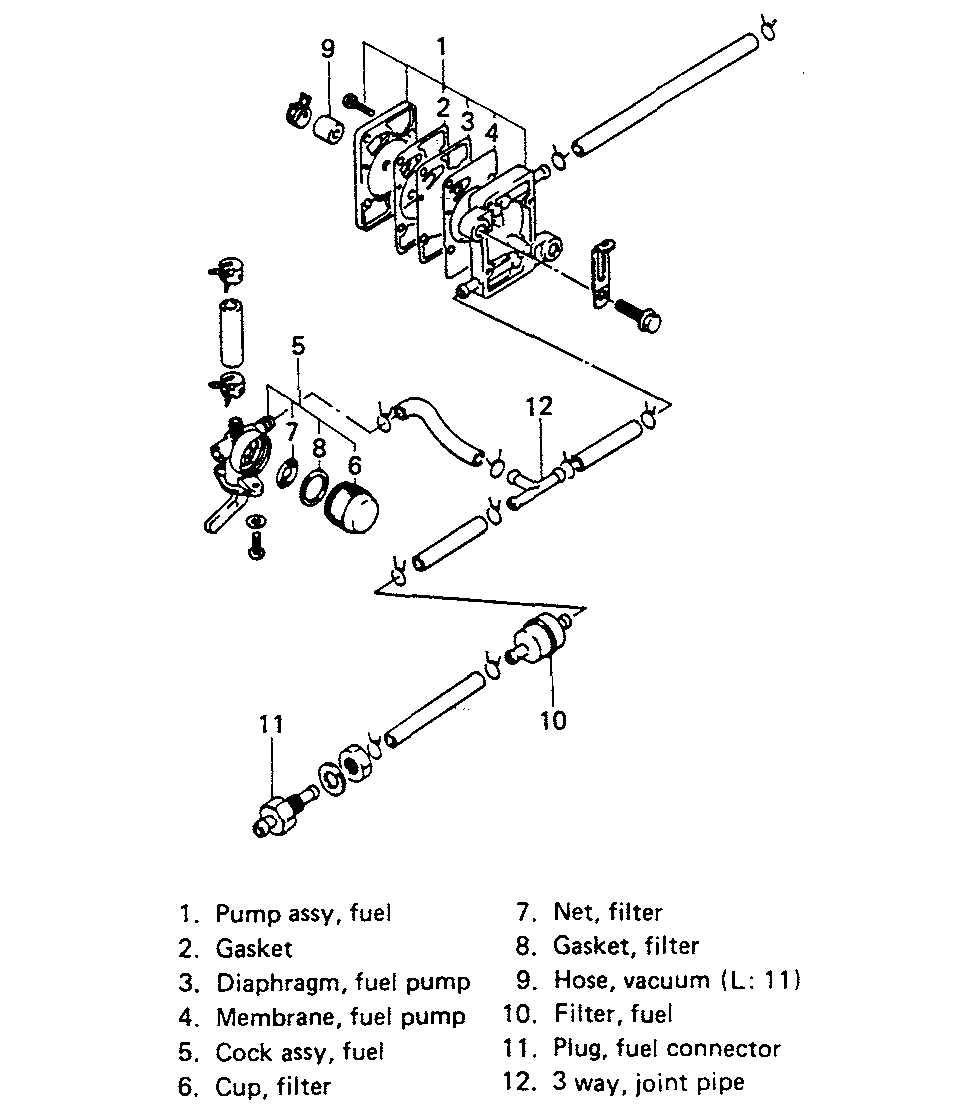 9
1
2
3
4
5
7
8
6
12
10
11
1. Pump assy, fuel
2. Gasket
3. Diaphragm, fuel pump
4. Membrane, fuel pump
5. Cock assy, fuel
6. Cup, filter
7. Net, filter
8. Gasket, filter
9. Hose, vacuum (L: 11)
10. Filter, fuel
11. Plug, fuel connector
12. 3 way, joint pipe